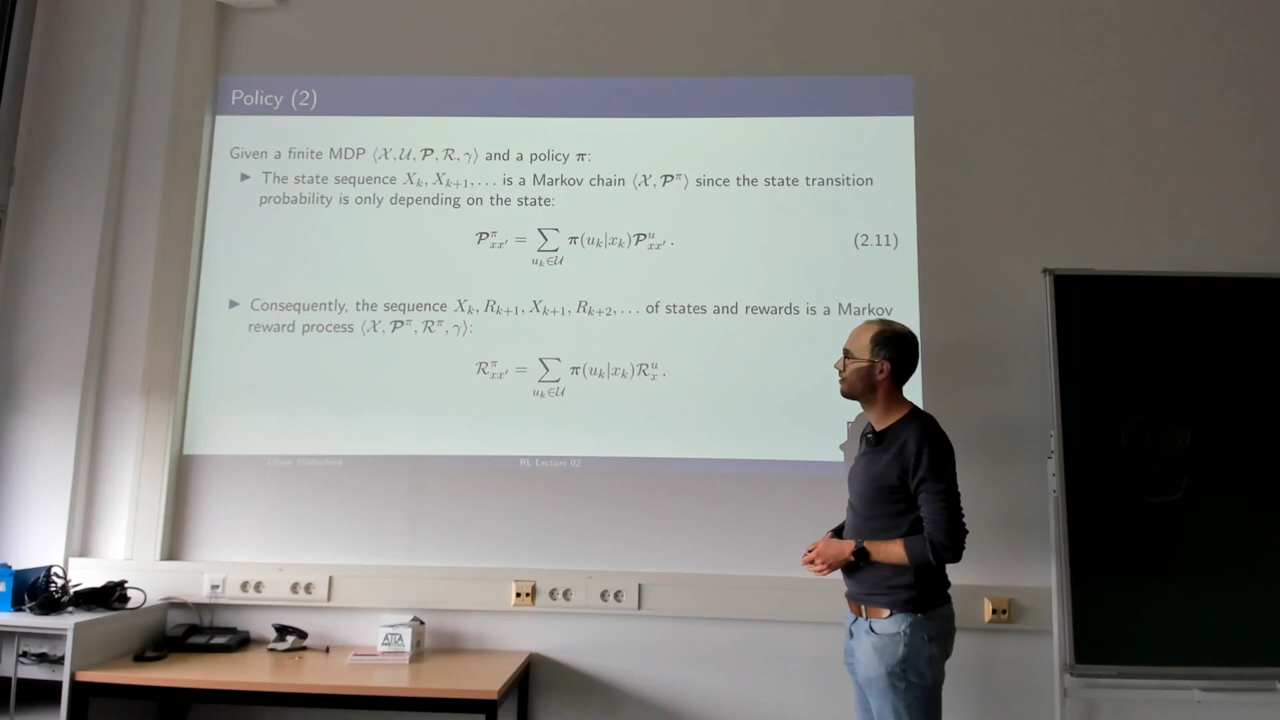 Policy (2)
Given a finite MDP ⟨𝒳, 𝒰, 𝓟, ℛ, γ⟩ and a policy π:
► The state sequence X_k, X_{k+1}, . . . is a Markov chain ⟨𝒳, 𝓟^π⟩ since the state transition
probability is only depending on the state:
𝓟^π_{xx′} = ∑_{u_k∈𝒰} π(u_k|x_k)𝓟^u_{xx′} . (2.11)
► Consequently, the sequence X_k, R_{k+1}, X_{k+1}, R_{k+2}, . . . of states and rewards is a Markov
reward process ⟨𝒳, 𝓟^π, ℛ^π, γ⟩:
ℛ^π_{xx′} = ∑_{u_k∈𝒰} π(u_k|x_k)ℛ^u_x .
RL Lecture 02
ATLA